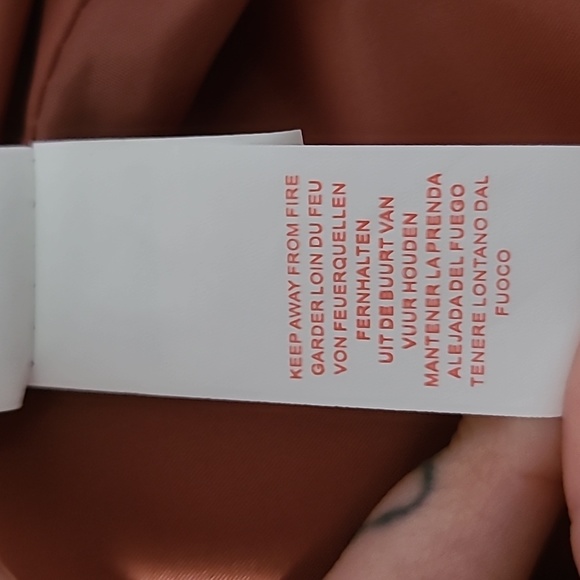 KEEP AWAY FROM FIRE
GARDER LOIN DU FEU
VON FEUERQUELLEN
FERNHALTEN
UIT DE BUURT VAN
VUUR HOUDEN
MANTENER LA PRENDA
ALEJADA DEL FUEGO
TENERE LONTANO DAL
FUOCO